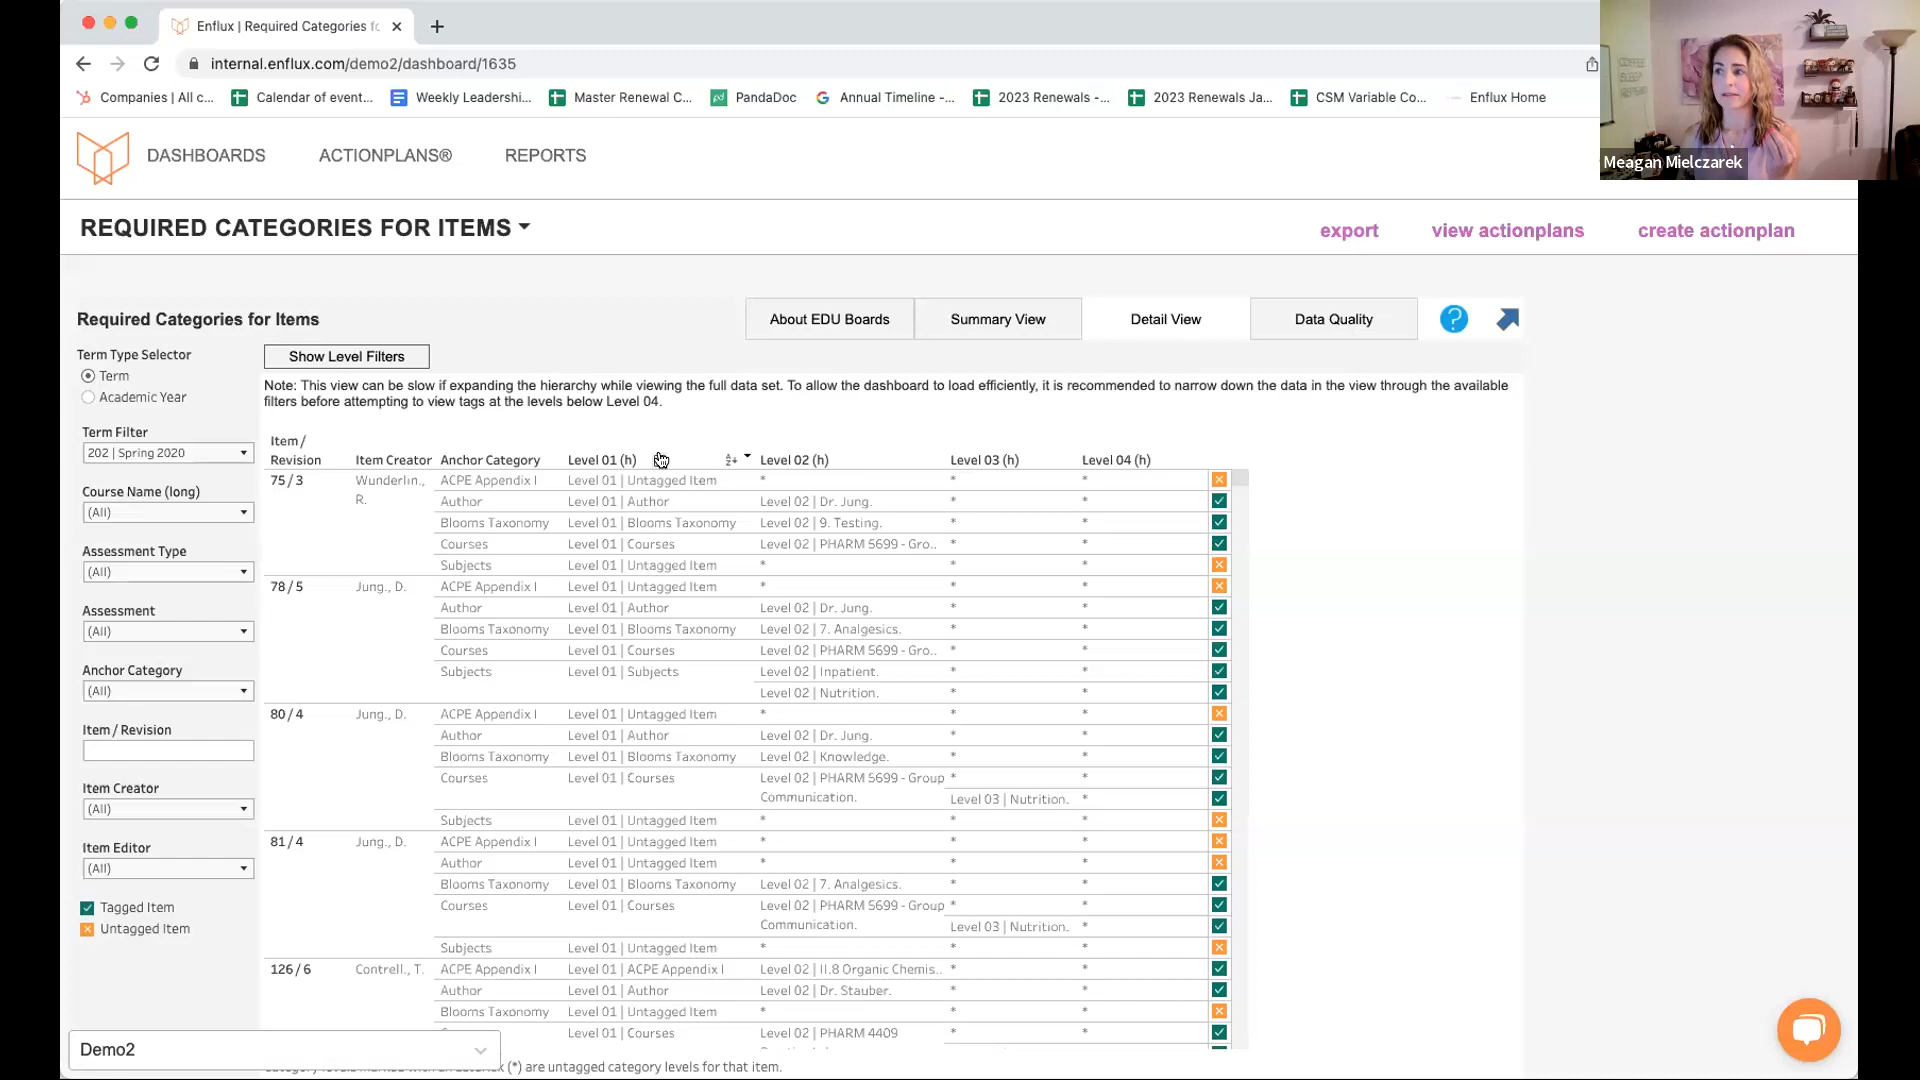 Enflux | Required Categories fo
internal.enflux.com/demo2/dashboard/1635
Companies | All c... Calendar of event... Weekly Leadershi... Master Renewal C... PandaDoc Annual Timeline -... 2023 Renewals -... 2023 Renewals Ja... CSM Variable Co... Enflux Home
Meagan Mielczarek
DASHBOARDS ACTIONPLANS® REPORTS
REQUIRED CATEGORIES FOR ITEMS
export view actionplans create actionplan
Required Categories for Items
About EDU Boards Summary View Detail View Data Quality ?
Term Type Selector
Term
Academic Year
Term Filter
202 | Spring 2020
Course Name (long)
(All)
Assessment Type
(All)
Assessment
(All)
Anchor Category
(All)
Item / Revision
Item Creator
(All)
Item Editor
(All)
Tagged Item
Untagged Item
Demo2
Show Level Filters
Note: This view can be slow if expanding the hierarchy while viewing the full data set. To allow the dashboard to load efficiently, it is recommended to narrow down the data in the view through the available
filters before attempting to view tags at the levels below Level 04.
Item /
Revision Item Creator Anchor Category Level 01 (h) Level 02 (h) Level 03 (h) Level 04 (h)
75 / 3 Wunderlin., ACPE Appendix I Level 01 | Untagged Item * * *
R. Author Level 01 | Author Level 02 | Dr. Jung. * *
Blooms Taxonomy Level 01 | Blooms Taxonomy Level 02 | 9. Testing. * *
Courses Level 01 | Courses Level 02 | PHARM 5699 - Gro.. * *
Subjects Level 01 | Untagged Item * * *
78 / 5 Jung., D. ACPE Appendix I Level 01 | Untagged Item * * *
Author Level 01 | Author Level 02 | Dr. Jung. * *
Blooms Taxonomy Level 01 | Blooms Taxonomy Level 02 | 7. Analgesics. * *
Courses Level 01 | Courses Level 02 | PHARM 5699 - Gro.. * *
Subjects Level 01 | Subjects Level 02 | Inpatient. * *
Level 02 | Nutrition. * *
80 / 4 Jung., D. ACPE Appendix I Level 01 | Untagged Item * * *
Author Level 01 | Author Level 02 | Dr. Jung. * *
Blooms Taxonomy Level 01 | Blooms Taxonomy Level 02 | Knowledge. * *
Courses Level 01 | Courses Level 02 | PHARM 5699 - Group * *
Communication. Level 03 | Nutrition. *
Subjects Level 01 | Untagged Item * * *
81 / 4 Jung., D. ACPE Appendix I Level 01 | Untagged Item * * *
Author Level 01 | Untagged Item * * *
Blooms Taxonomy Level 01 | Blooms Taxonomy Level 02 | 7. Analgesics. * *
Courses Level 01 | Courses Level 02 | PHARM 5699 - Group * *
Communication. Level 03 | Nutrition. *
Subjects Level 01 | Untagged Item * * *
126 / 6 Contrell., T. ACPE Appendix I Level 01 | ACPE Appendix I Level 02 | II.8 Organic Chemis.. * *
Author Level 01 | Author Level 02 | Dr. Stauber. * *
Blooms Taxonomy Level 01 | Untagged Item * * *
Level 01 | Courses Level 02 | PHARM 4409 * *
(*) are untagged category levels for that item.